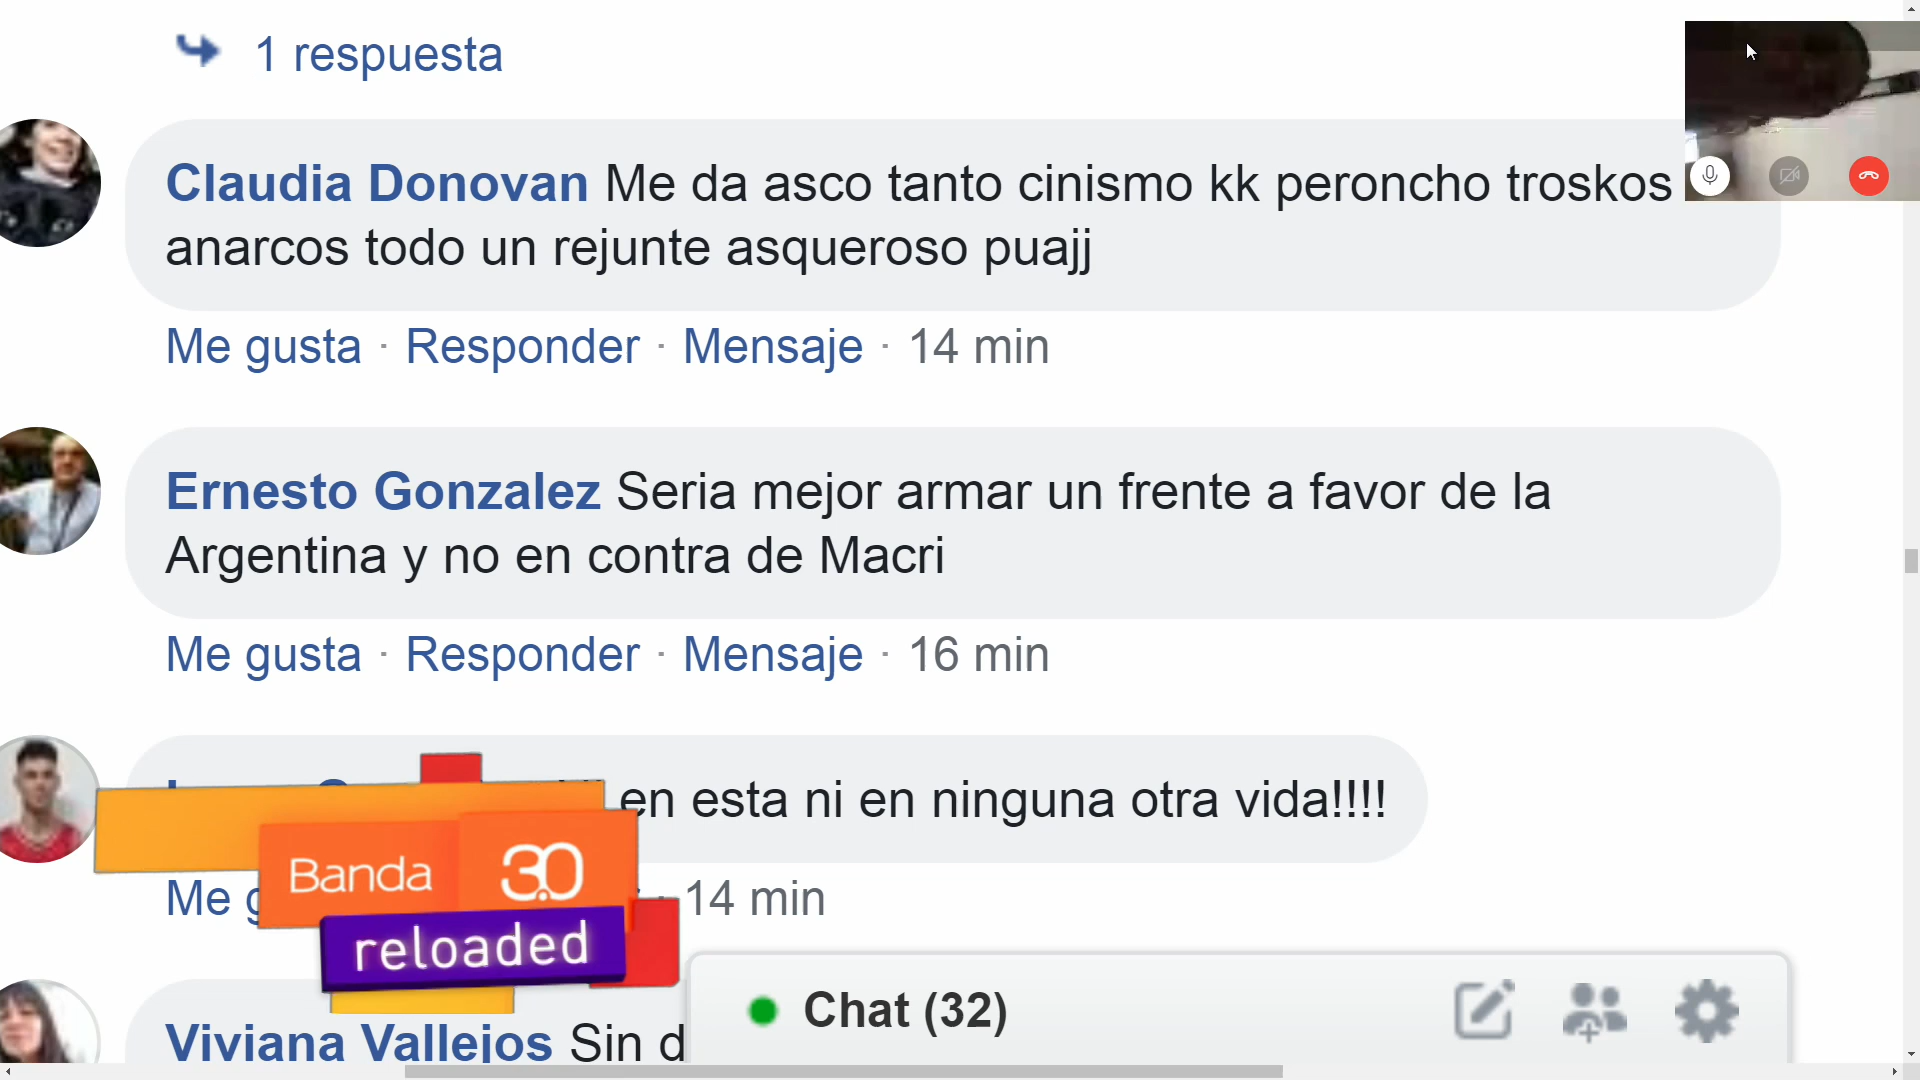 1 respuesta
Claudia Donovan Me da asco tanto cinismo kk peroncho troskos
anarcos todo un rejunte asqueroso puajj
Me gusta · Responder · Mensaje · 14 min
Ernesto Gonzalez Seria mejor armar un frente a favor de la
Argentina y no en contra de Macri
Me gusta · Responder · Mensaje · 16 min
en esta ni en ninguna otra vida!!!!
Me · 14 min
Banda 3.0
reloaded
Chat (32)
Viviana Vallejos Sin